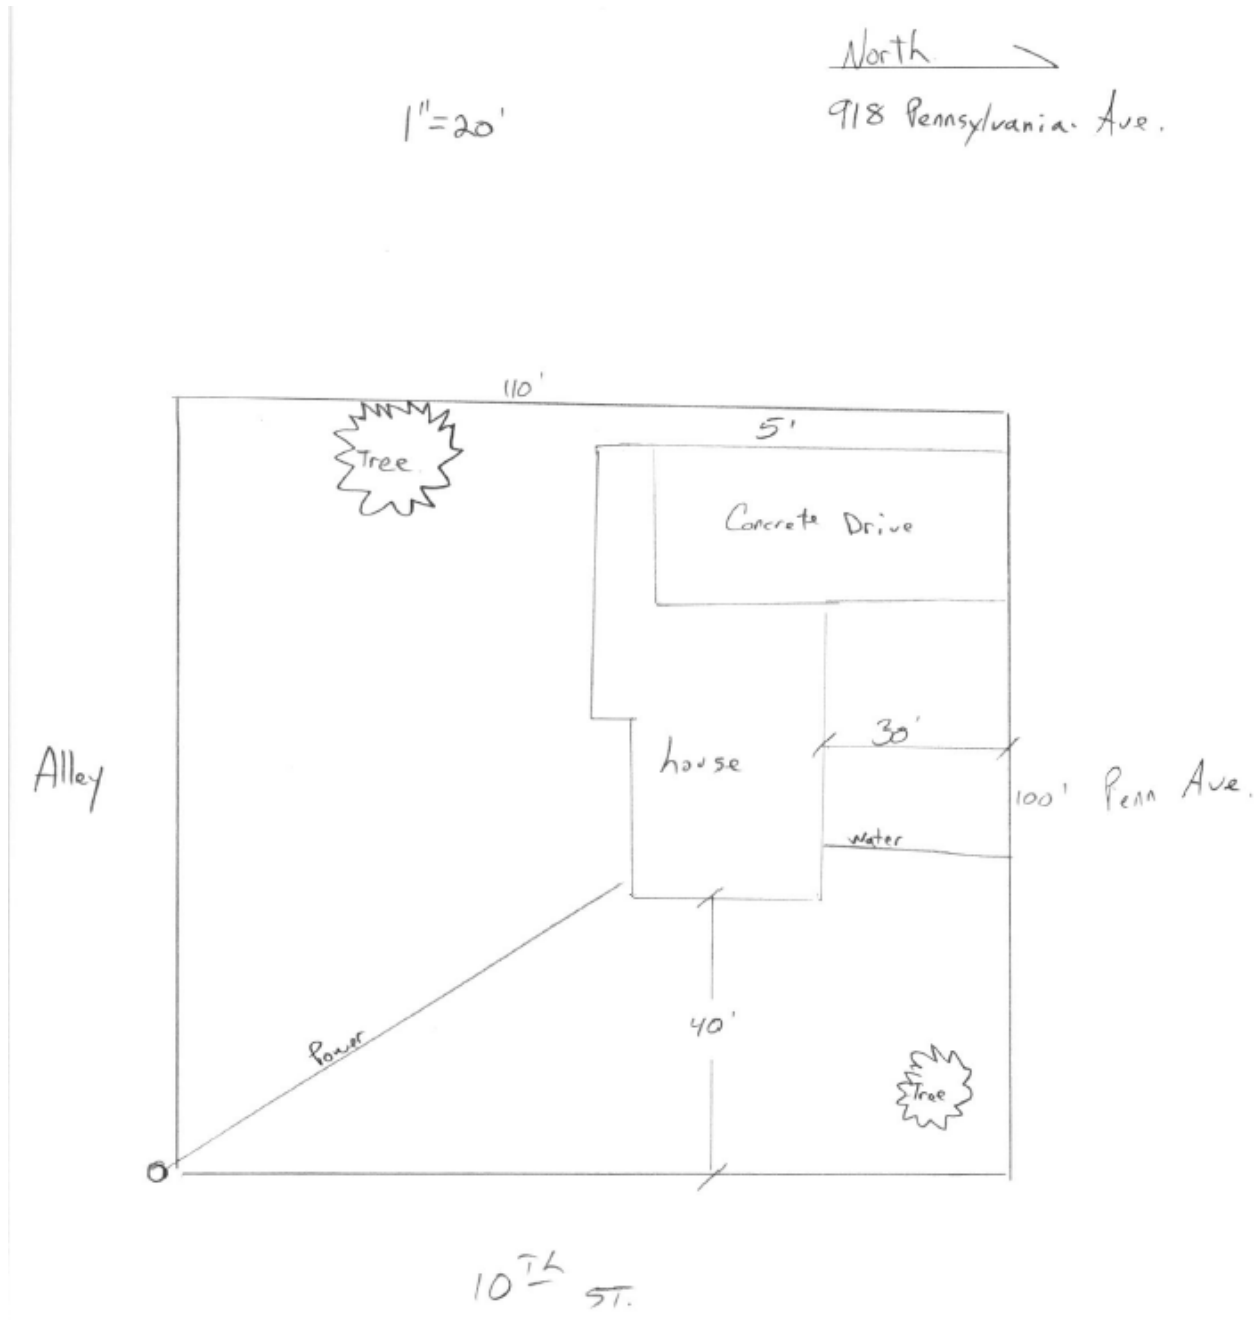 North
1"=20'
918 Pennsylvania. Ave.
110'
5'
Tree
Concrete Drive
30'
house
Alley
100' Penn Ave.
water
40'
Power
Tree
10Th ST.